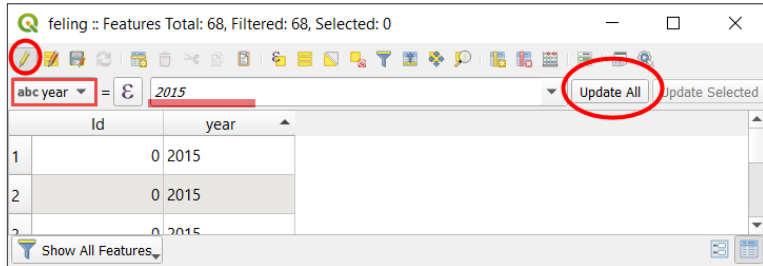 feling :: Features Total: 68, Filtered: 68, Selected: 0
abc year = ε 2015 Update All Update Selected
Id year
1 0 2015
2 0 2015
0 2015
Show All Features